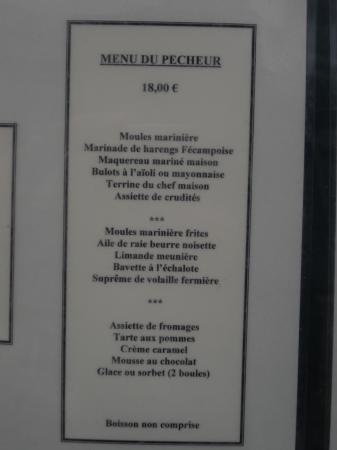 MENU DU PECHEUR
18,00 €
Moules marinière
Marinade de harengs Fécampoise
Maquereau mariné maison
Bulots à l'aïoli ou mayonnaise
Terrine du chef maison
Assiette de crudités
***
Moules marinière frites
Aile de raie beurre noisette
Limande meunière
Bavette à l'échalote
Suprême de volaille fermière
***
Assiette de fromages
Tarte aux pommes
Crème caramel
Mousse au chocolat
Glace ou sorbet (2 boules)
Boisson non comprise